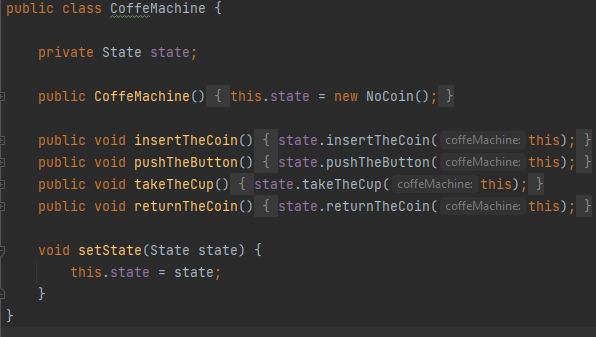 public class CoffeMachine {
private State state;
public CoffeMachine() { this.state = new NoCoin(); }
public void insertTheCoin() { state.insertTheCoin( coffeMachine: this); }
public void pushTheButton() { state.pushTheButton( coffeMachine: this); }
public void takeTheCup() { state.takeTheCup( coffeMachine: this); }
public void returnTheCoin() { state.returnTheCoin( coffeMachine: this); }
void setState(State state) {
this.state = state;
}
}